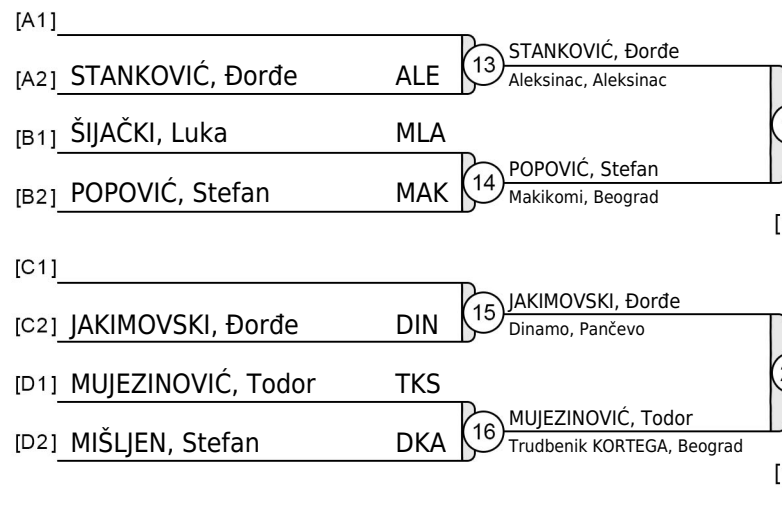 [A1]
[A2] STANKOVIĆ, Đorđe ALE
13
STANKOVIĆ, Đorđe
Aleksinac, Aleksinac
[B1] ŠIJAČKI, Luka MLA
[B2] POPOVIĆ, Stefan MAK
14
POPOVIĆ, Stefan
Makikomi, Beograd
[
[C1]
[C2] JAKIMOVSKI, Đorđe DIN
15
JAKIMOVSKI, Đorđe
Dinamo, Pančevo
[D1] MUJEZINOVIĆ, Todor TKS
[D2] MIŠLJEN, Stefan DKA
16
MUJEZINOVIĆ, Todor
Trudbenik KORTEGA, Beograd
[